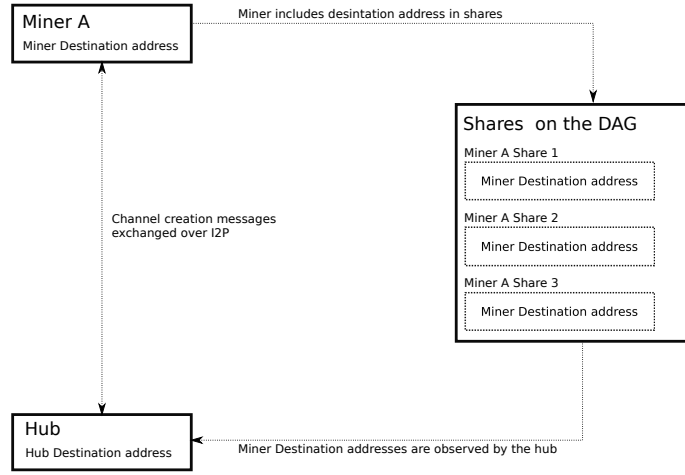 Miner A
Miner Destination address
Miner includes desintation address in shares
Shares on the DAG
Miner A Share 1
Miner Destination address
Miner A Share 2
Miner Destination address
Miner A Share 3
Miner Destination address
Channel creation messages
exchanged over I2P
Hub
Hub Destination address
Miner Destination addresses are observed by the hub